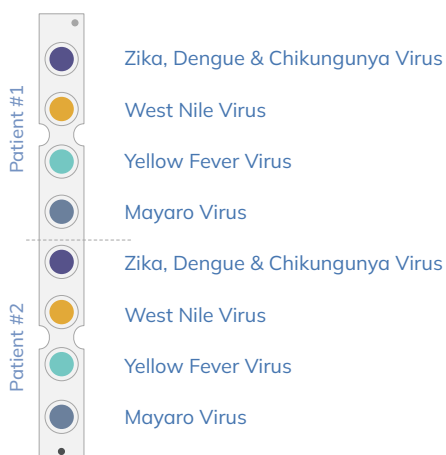 Patient #1
Zika, Dengue & Chikungunya Virus
West Nile Virus
Yellow Fever Virus
Mayaro Virus
Patient #2
Zika, Dengue & Chikungunya Virus
West Nile Virus
Yellow Fever Virus
Mayaro Virus